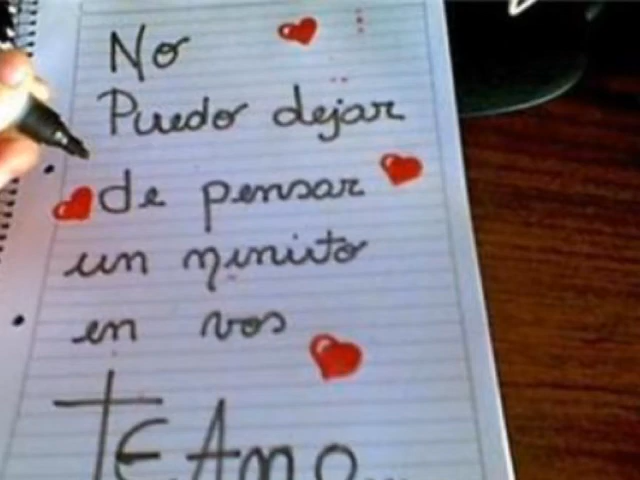 No
Puedo dejar
de pensar
un minuto
en vos
TE Amo...